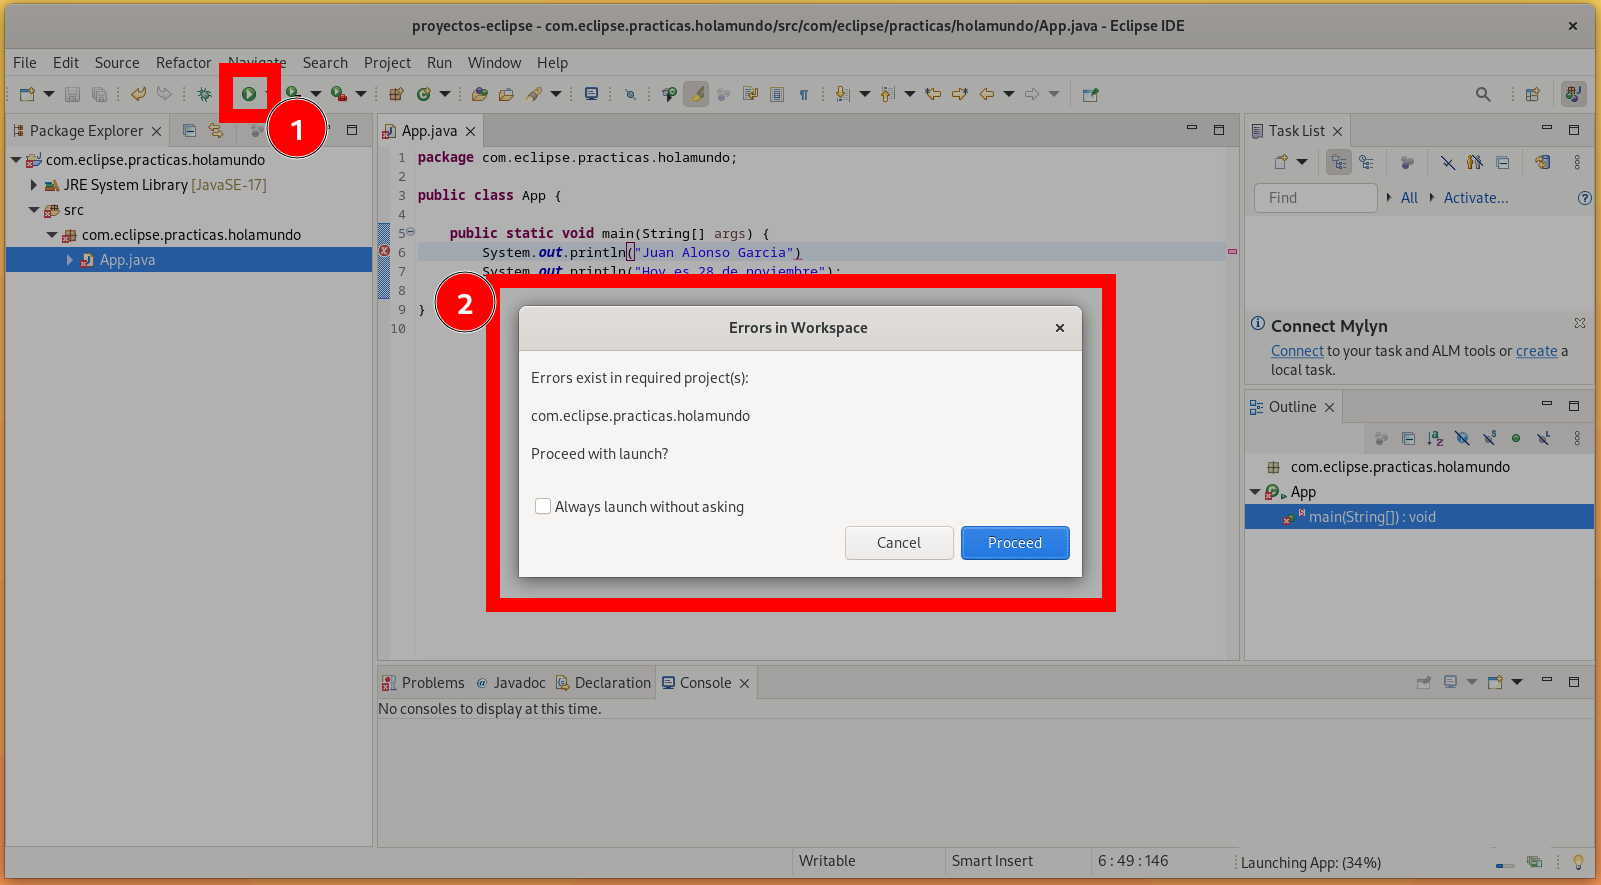 proyectos-eclipse - com.eclipse.practicas.holamundo/src/com/eclipse/practicas/holamundo/App.java - Eclipse IDE
File Edit Source Refactor Navigate Search Project Run Window Help
1
Package Explorer
com.eclipse.practicas.holamundo
JRE System Library [JavaSE-17]
src
com.eclipse.practicas.holamundo
App.java
App.java
1 package com.eclipse.practicas.holamundo;
2
3 public class App {
4
5 public static void main(String[] args) {
6 System.out.println("Juan Alonso Garcia")
7 System.out.println("Hoy es 28 de noviembre");
8
9 }
10
2
Errors in Workspace
Errors exist in required project(s):
com.eclipse.practicas.holamundo
Proceed with launch?
Always launch without asking
Cancel Proceed
Task List
Find All Activate...
Connect Mylyn
Connect to your task and ALM tools or create a
local task.
Outline
com.eclipse.practicas.holamundo
App
main(String[]) : void
Problems Javadoc Declaration Console
No consoles to display at this time.
Writable Smart Insert 6 : 49 : 146 Launching App: (34%)